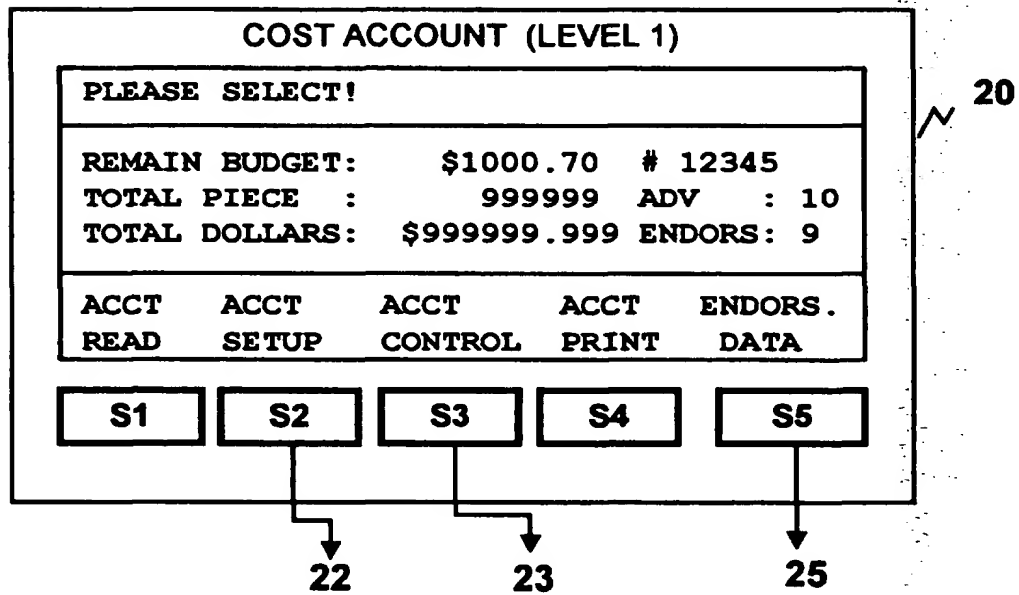 COST ACCOUNT (LEVEL 1)
PLEASE SELECT!
20
REMAIN BUDGET: $1000.70 # 12345
TOTAL PIECE : 999999 ADV : 10
TOTAL DOLLARS: $999999.999 ENDORS: 9
ACCT ACCT ACCT ACCT ENDORS.
READ SETUP CONTROL PRINT DATA
S1 S2 S3 S4 S5
22 23 25